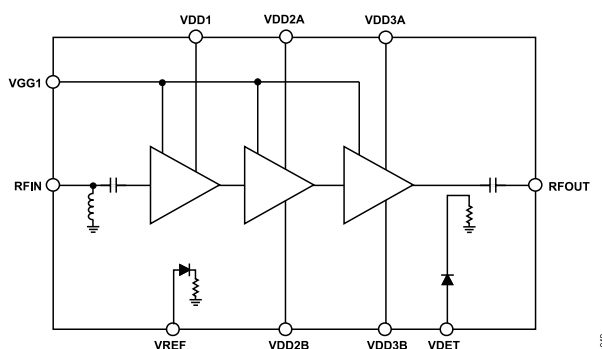 VDD1 VDD2A VDD3A
VGG1
RFIN
RFOUT
VREF VDD2B VDD3B VDET